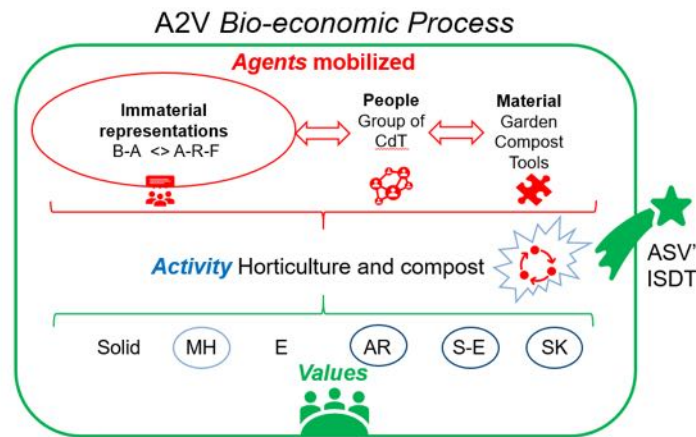 A2V Bio-economic Process
Agents mobilized
Immaterial
representations
B-A <> A-R-F
People
Group of
CdT
Material
Garden
Compost
Tools
Activity Horticulture and compost
ASV'
ISDT
Solid MH E AR S-E SK
Values